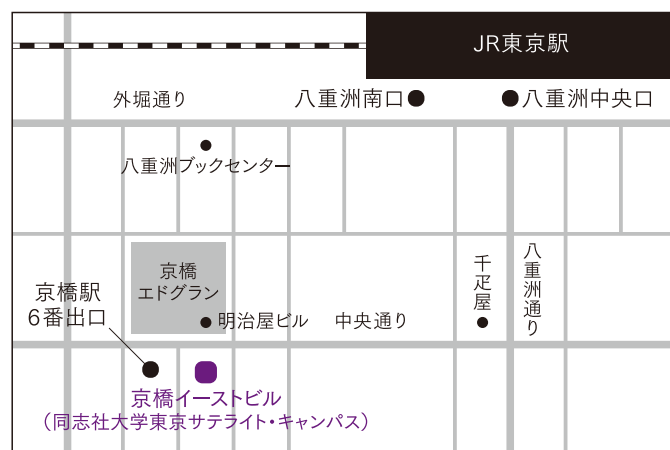 JR東京駅
外堀通り
八重洲南口
八重洲中央口
八重洲ブックセンター
京橋
エドグラン
京橋駅
6番出口
明治屋ビル
中央通り
千疋屋
八重洲通り
京橋イーストビル
(同志社大学東京サテライト・キャンパス)